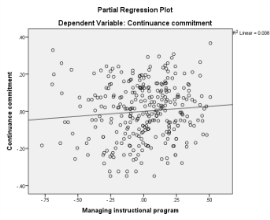 Partial Regression Plot
Dependent Variable: Continuance commitment
R² Linear = 0.008
Continuance commitment
.40
.20
.00
-.20
-.40
-.75
-.50
-.25
.00
.25
.50
Managing instructional program